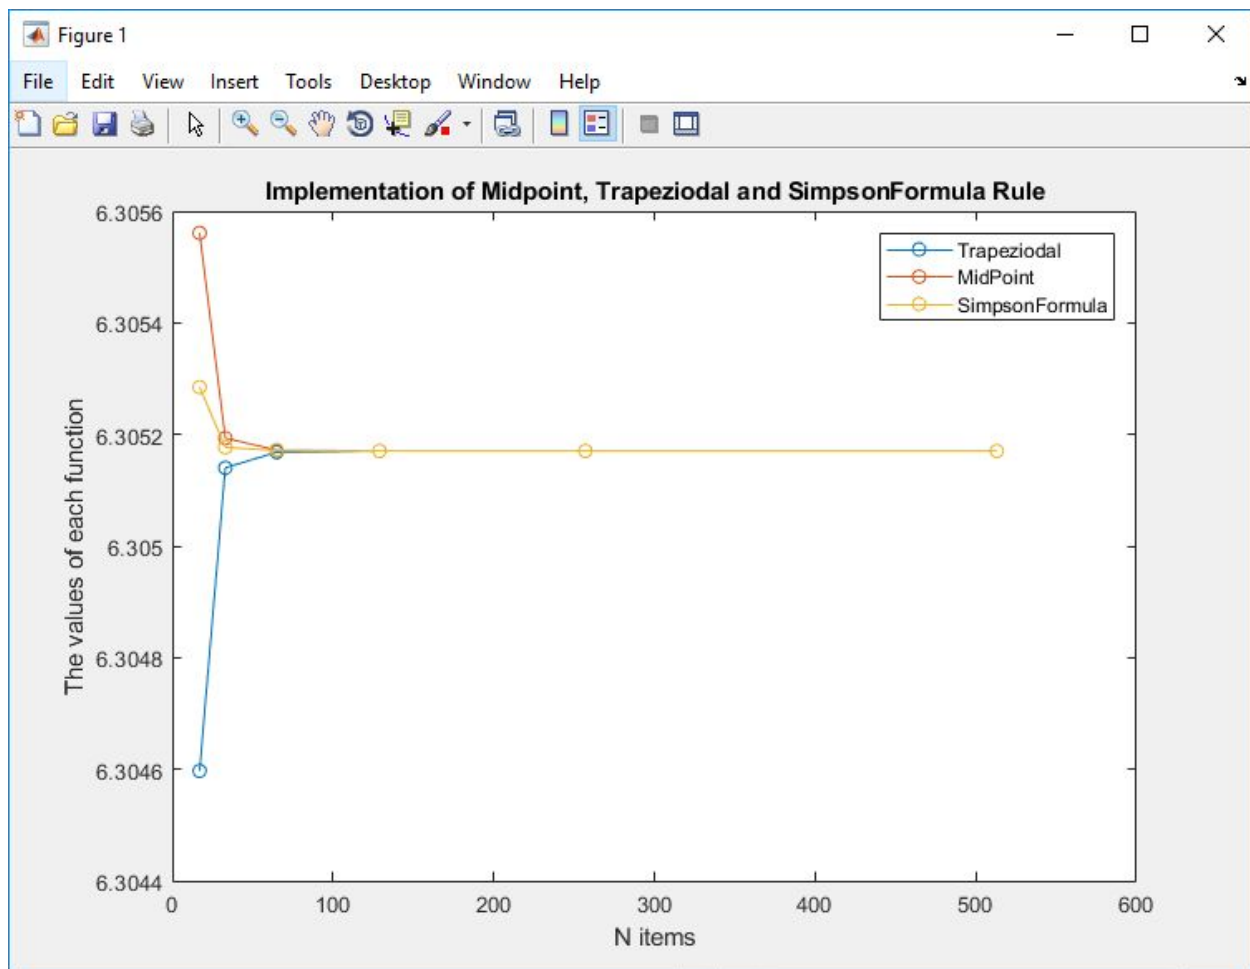 Figure 1
File Edit View Insert Tools Desktop Window Help
Implementation of Midpoint, Trapeziodal and SimpsonFormula Rule
6.3056
6.3054
6.3052
6.305
6.3048
6.3046
6.3044
The values of each function
Trapeziodal
MidPoint
SimpsonFormula
0 100 200 300 400 500 600
N items